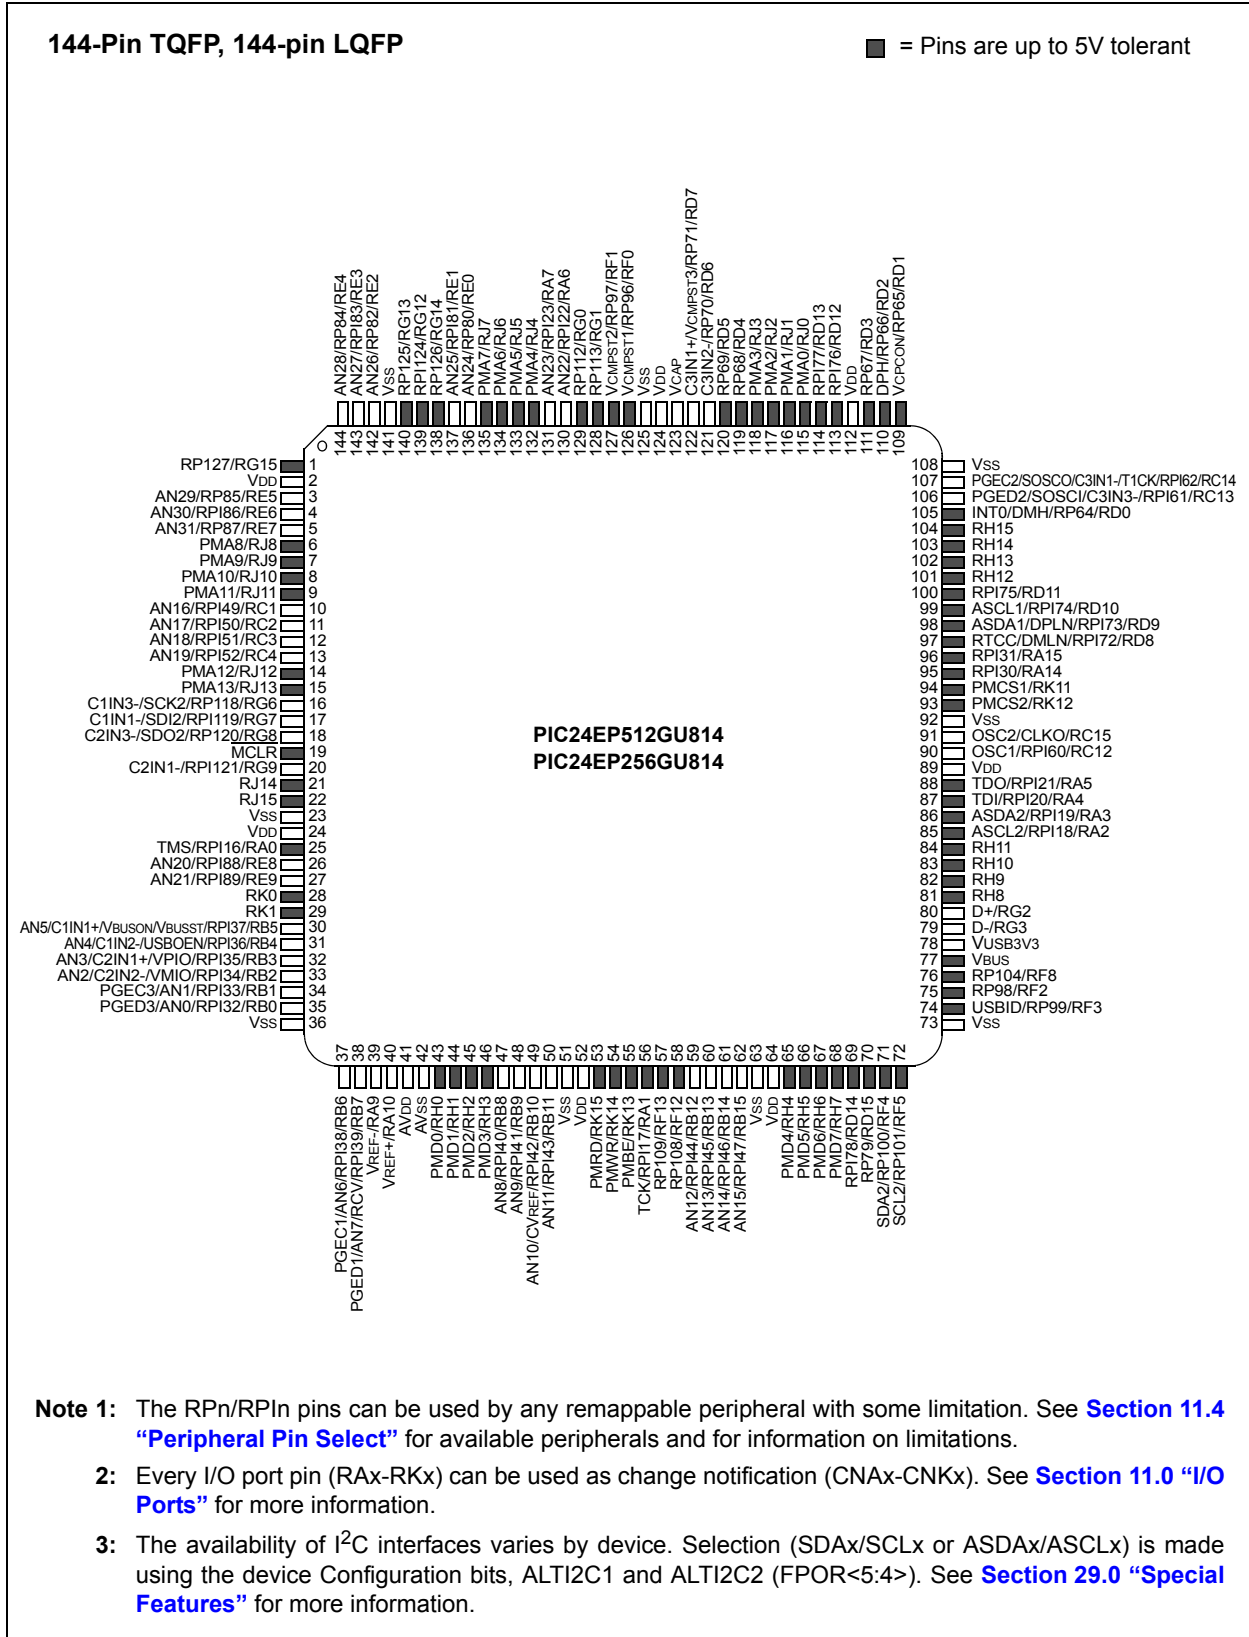 144-Pin TQFP, 144-pin LQFP
= Pins are up to 5V tolerant
AN28/RP84/RE4
AN27/RPI83/RE3
AN26/RP82/RE2
VSS
RP125/RG13
RPI124/RG12
RP126/RG14
AN25/RPI81/RE1
AN24/RP80/RE0
PMA7/RJ7
PMA6/RJ6
PMA5/RJ5
PMA4/RJ4
AN23/RPI23/RA7
AN22/RPI22/RA6
RP112/RG0
RP113/RG1
VCMPST2/RP97/RF1
VCMPST1/RP96/RF0
VSS
VDD
VCAP
C3IN1+/VCMPST3/RP71/RD7
C3IN2-/RP70/RD6
RP69/RD5
RP68/RD4
PMA3/RJ3
PMA2/RJ2
PMA1/RJ1
PMA0/RJ0
RPI77/RD13
RPI76/RD12
VDD
RP67/RD3
DPH/RP66/RD2
VCPCON/RP65/RD1
144
143
142
141
140
139
138
137
136
135
134
133
132
131
130
129
128
127
126
125
124
123
122
121
120
119
118
117
116
115
114
113
112
111
110
109
RP127/RG15 1
VDD 2
AN29/RP85/RE5 3
AN30/RPI86/RE6 4
AN31/RP87/RE7 5
PMA8/RJ8 6
PMA9/RJ9 7
PMA10/RJ10 8
PMA11/RJ11 9
AN16/RPI49/RC1 10
AN17/RPI50/RC2 11
AN18/RPI51/RC3 12
AN19/RPI52/RC4 13
PMA12/RJ12 14
PMA13/RJ13 15
C1IN3-/SCK2/RP118/RG6 16
C1IN1-/SDI2/RPI119/RG7 17
C2IN3-/SDO2/RP120/RG8 18
MCLR 19
C2IN1-/RPI121/RG9 20
RJ14 21
RJ15 22
VSS 23
VDD 24
TMS/RPI16/RA0 25
AN20/RPI88/RE8 26
AN21/RPI89/RE9 27
RK0 28
RK1 29
AN5/C1IN1+/VBUSON/VBUSST/RPI37/RB5 30
AN4/C1IN2-/USBOEN/RPI36/RB4 31
AN3/C2IN1+/VPIO/RPI35/RB3 32
AN2/C2IN2-/VMIO/RPI34/RB2 33
PGEC3/AN1/RPI33/RB1 34
PGED3/AN0/RPI32/RB0 35
VSS 36
PIC24EP512GU814
PIC24EP256GU814
108 VSS
107 PGEC2/SOSCO/C3IN1-/T1CK/RPI62/RC14
106 PGED2/SOSCI/C3IN3-/RPI61/RC13
105 INT0/DMH/RP64/RD0
104 RH15
103 RH14
102 RH13
101 RH12
100 RPI75/RD11
99 ASCL1/RPI74/RD10
98 ASDA1/DPLN/RPI73/RD9
97 RTCC/DMLN/RPI72/RD8
96 RPI31/RA15
95 RPI30/RA14
94 PMCS1/RK11
93 PMCS2/RK12
92 VSS
91 OSC2/CLKO/RC15
90 OSC1/RPI60/RC12
89 VDD
88 TDO/RPI21/RA5
87 TDI/RPI20/RA4
86 ASDA2/RPI19/RA3
85 ASCL2/RPI18/RA2
84 RH11
83 RH10
82 RH9
81 RH8
80 D+/RG2
79 D-/RG3
78 VUSB3V3
77 VBUS
76 RP104/RF8
75 RP98/RF2
74 USBID/RP99/RF3
73 VSS
37
38
39
40
41
42
43
44
45
46
47
48
49
50
51
52
53
54
55
56
57
58
59
60
61
62
63
64
65
66
67
68
69
70
71
72
PGEC1/AN6/RPI38/RB6
PGED1/AN7/RCV/RPI39/RB7
VREF-/RA9
VREF+/RA10
AVDD
AVSS
PMD0/RH0
PMD1/RH1
PMD2/RH2
PMD3/RH3
AN8/RPI40/RB8
AN9/RPI41/RB9
AN10/CVREF/RPI42/RB10
AN11/RPI43/RB11
VSS
VDD
PMRD/RK15
PMWR/RK14
PMBE/RK13
TCK/RPI17/RA1
RP109/RF13
RP108/RF12
AN12/RPI44/RB12
AN13/RPI45/RB13
AN14/RPI46/RB14
AN15/RPI47/RB15
VSS
VDD
PMD4/RH4
PMD5/RH5
PMD6/RH6
PMD7/RH7
RPI78/RD14
RP79/RD15
SDA2/RP100/RF4
SCL2/RP101/RF5
Note 1: The RPn/RPIn pins can be used by any remappable peripheral with some limitation. See Section 11.4
“Peripheral Pin Select” for available peripherals and for information on limitations.
2: Every I/O port pin (RAx-RKx) can be used as change notification (CNAx-CNKx). See Section 11.0 “I/O
Ports” for more information.
3: The availability of I2C interfaces varies by device. Selection (SDAx/SCLx or ASDAx/ASCLx) is made
using the device Configuration bits, ALTI2C1 and ALTI2C2 (FPOR<5:4>). See Section 29.0 “Special
Features” for more information.